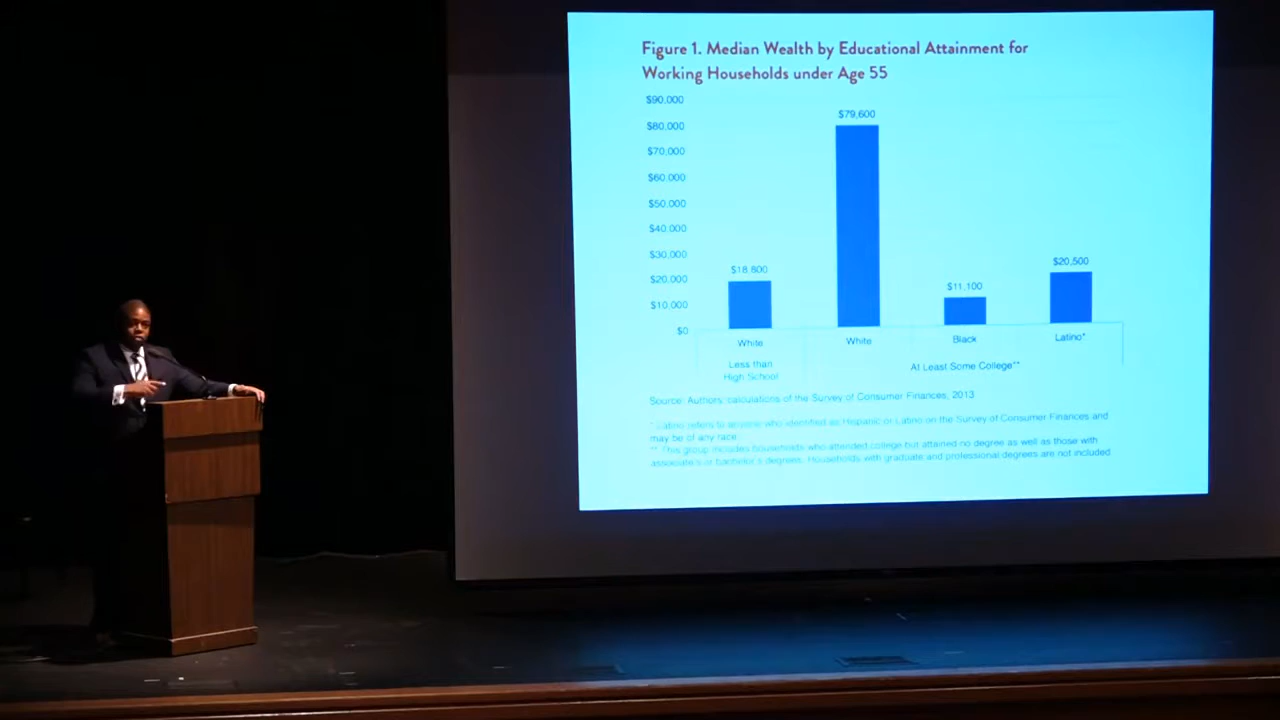 Figure 1. Median Wealth by Educational Attainment for
Working Households under Age 55
$90,000
$80,000
$70,000
$60,000
$50,000
$40,000
$30,000
$20,000
$10,000
$0
$18,800
$79,600
$11,100
$20,500
White
White
Black
Latino*
Less than
High School
At Least Some College**
Source: Authors' calculations of the Survey of Consumer Finances, 2013
* Latino refers to anyone who identified as Hispanic or Latino on the Survey of Consumer Finances and
may be of any race.
** This group includes households who attended college but attained no degree as well as those with
associate's or bachelor's degrees. Households with graduate and professional degrees are not included